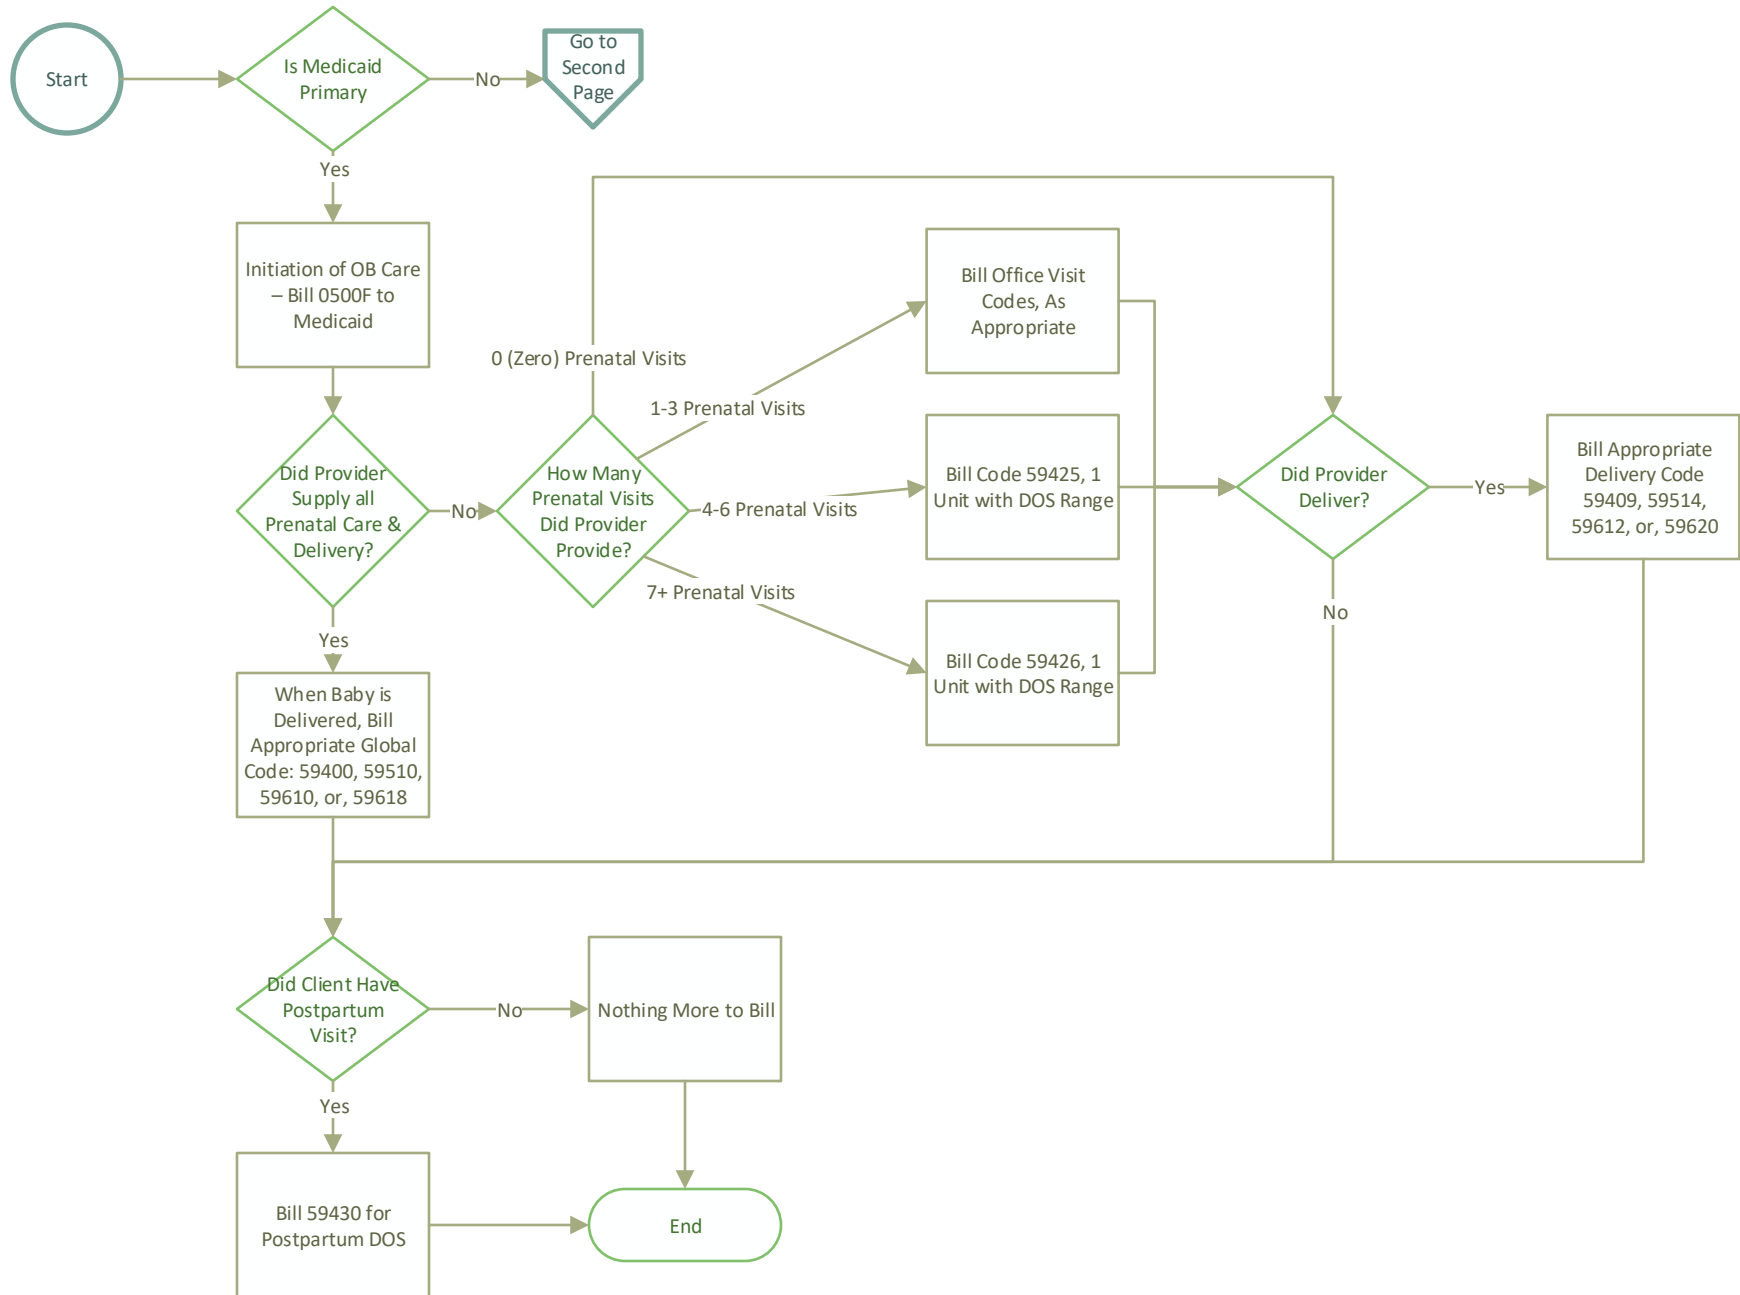 Start
Is Medicaid
Primary
No
Go to
Second
Page
Yes
Initiation of OB Care
– Bill 0500F to
Medicaid
Did Provider
Supply all
Prenatal Care &
Delivery?
No
How Many
Prenatal Visits
Did Provider
Provide?
0 (Zero) Prenatal Visits
1-3 Prenatal Visits
4-6 Prenatal Visits
7+ Prenatal Visits
Bill Office Visit
Codes, As
Appropriate
Bill Code 59425, 1
Unit with DOS Range
Bill Code 59426, 1
Unit with DOS Range
Did Provider
Deliver?
Yes
Bill Appropriate
Delivery Code
59409, 59514,
59612, or, 59620
No
Yes
When Baby is
Delivered, Bill
Appropriate Global
Code: 59400, 59510,
59610, or, 59618
Did Client Have
Postpartum
Visit?
No
Nothing More to Bill
Yes
Bill 59430 for
Postpartum DOS
End